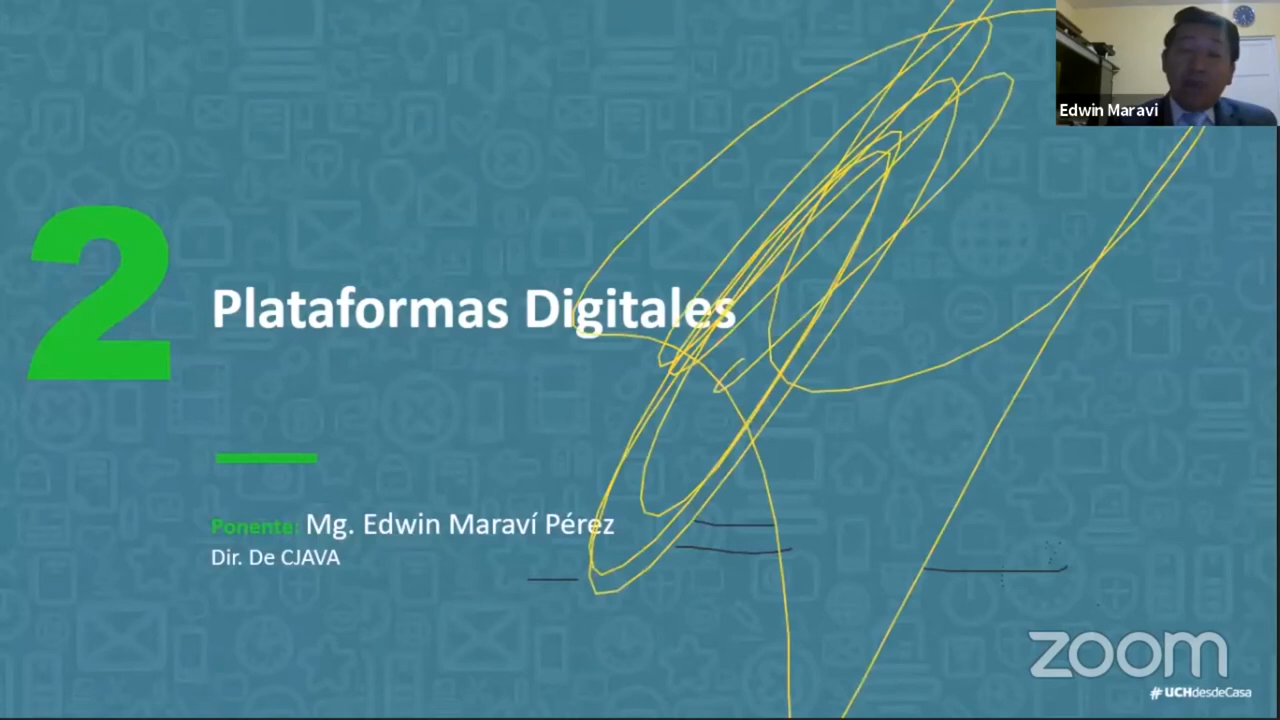 Edwin Maravi
2
Plataformas Digitales
Ponente: Mg. Edwin Maraví Pérez
Dir. De CJAVA
zoom
#UCHdesdeCasa